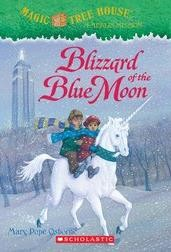 MAGIC TREE HOUSE
A MERLIN MISSION
Blizzard
of the
Blue Moon
Mary Pope Osborne
SCHOLASTIC